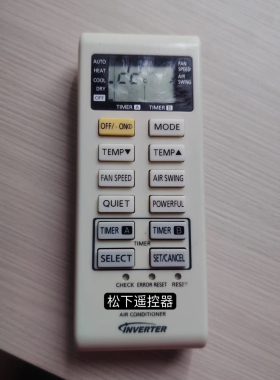 AUTO
HEAT
COOL
DRY
OFF
FAN
SPEED
AIR
SWING
TIMER A TIMER B
OFF/ON
MODE
TEMP▼
TEMP▲
FAN SPEED
AIR SWING
QUIET
POWERFUL
TIMER A
TIMER B
TIMER
SELECT
SET/CANCEL
CHECK ERROR RESET RESET
松下遥控器
AIR CONDITIONER
INVERTER